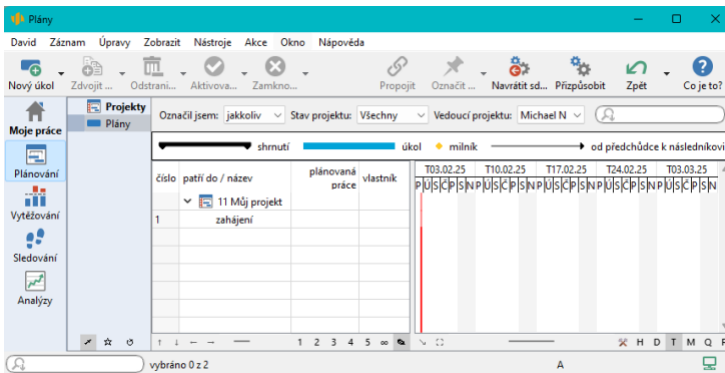 Plány
David Záznam Úpravy Zobrazit Nástroje Akce Okno Nápověda
Nový úkol Zdvojit ... Odstrani... Aktivova... Zamkno... Propojit Označit ... Navrátit sd... Přizpůsobit Zpět Co je to?
Moje práce
Plánování
Vytěžování
Sledování
Analýzy
Projekty
Plány
Označil jsem: jakkoliv Stav projektu: Všechny Vedoucí projektu: Michael N
shrnutí úkol milník od předchůdce k následníkovi
číslo patří do / název plánovaná práce vlastník
T03.02.25 T10.02.25 T17.02.25 T24.02.25 T03.03.25
P Ú S Č P S N P Ú S Č P S N P Ú S Č P S N P Ú S Č P S N P Ú S Č P S N
11 Můj projekt
1 zahájení
1 2 3 4 5 ∞ H D T M Q
vybráno 0 z 2 A